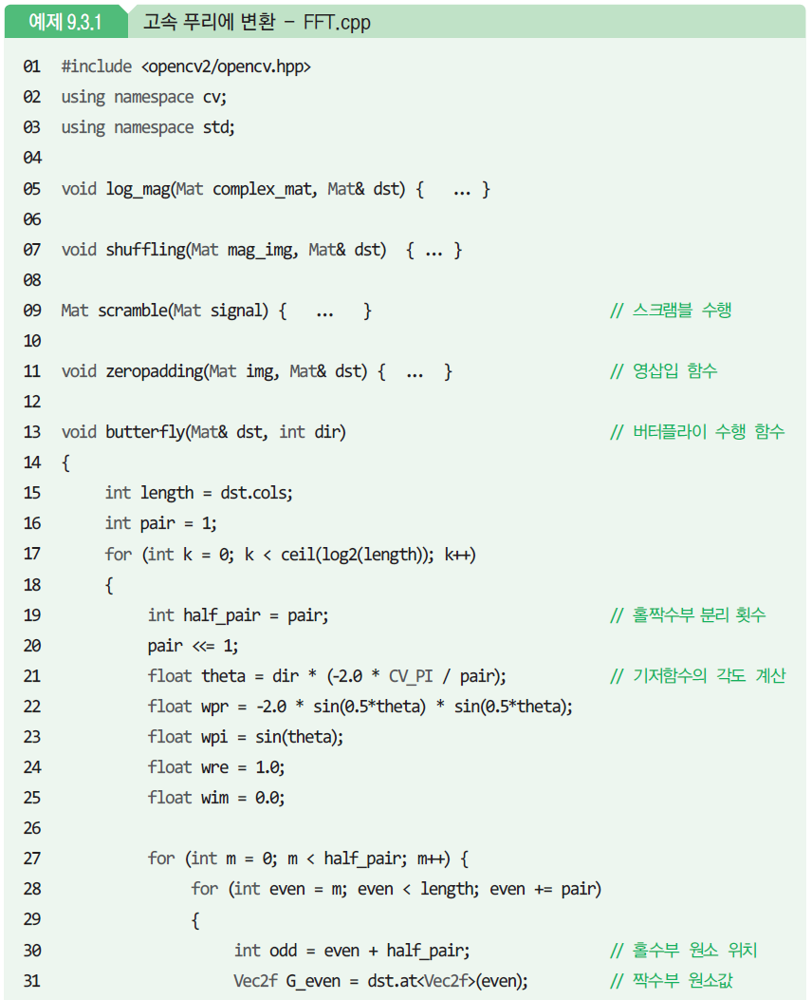 예제 9.3.1 고속 푸리에 변환 - FFT.cpp
01 #include <opencv2/opencv.hpp>
02 using namespace cv;
03 using namespace std;
04
05 void log_mag(Mat complex_mat, Mat& dst) { ... }
06
07 void shuffling(Mat mag_img, Mat& dst) { ... }
08
09 Mat scramble(Mat signal) { ... } // 스크램블 수행
10
11 void zeropadding(Mat img, Mat& dst) { ... } // 영삽입 함수
12
13 void butterfly(Mat& dst, int dir) // 버터플라이 수행 함수
14 {
15 int length = dst.cols;
16 int pair = 1;
17 for (int k = 0; k < ceil(log2(length)); k++)
18 {
19 int half_pair = pair; // 홀짝수부 분리 횟수
20 pair <<= 1;
21 float theta = dir * (-2.0 * CV_PI / pair); // 기저함수의 각도 계산
22 float wpr = -2.0 * sin(0.5*theta) * sin(0.5*theta);
23 float wpi = sin(theta);
24 float wre = 1.0;
25 float wim = 0.0;
26
27 for (int m = 0; m < half_pair; m++) {
28 for (int even = m; even < length; even += pair)
29 {
30 int odd = even + half_pair; // 홀수부 원소 위치
31 Vec2f G_even = dst.at<Vec2f>(even); // 짝수부 원소값